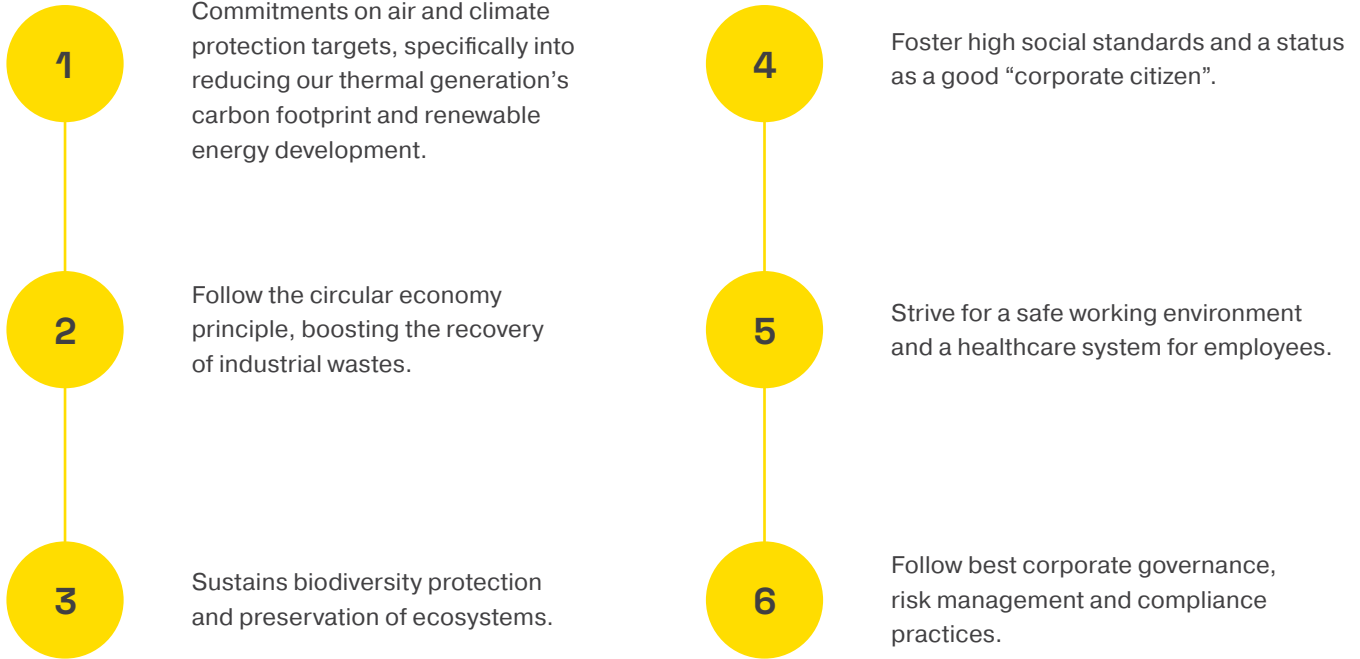 1
Commitments on air and climate
protection targets, specifically into
reducing our thermal generation’s
carbon footprint and renewable
energy development.
2
Follow the circular economy
principle, boosting the recovery
of industrial wastes.
3
Sustains biodiversity protection
and preservation of ecosystems.
4
Foster high social standards and a status
as a good “corporate citizen”.
5
Strive for a safe working environment
and a healthcare system for employees.
6
Follow best corporate governance,
risk management and compliance
practices.